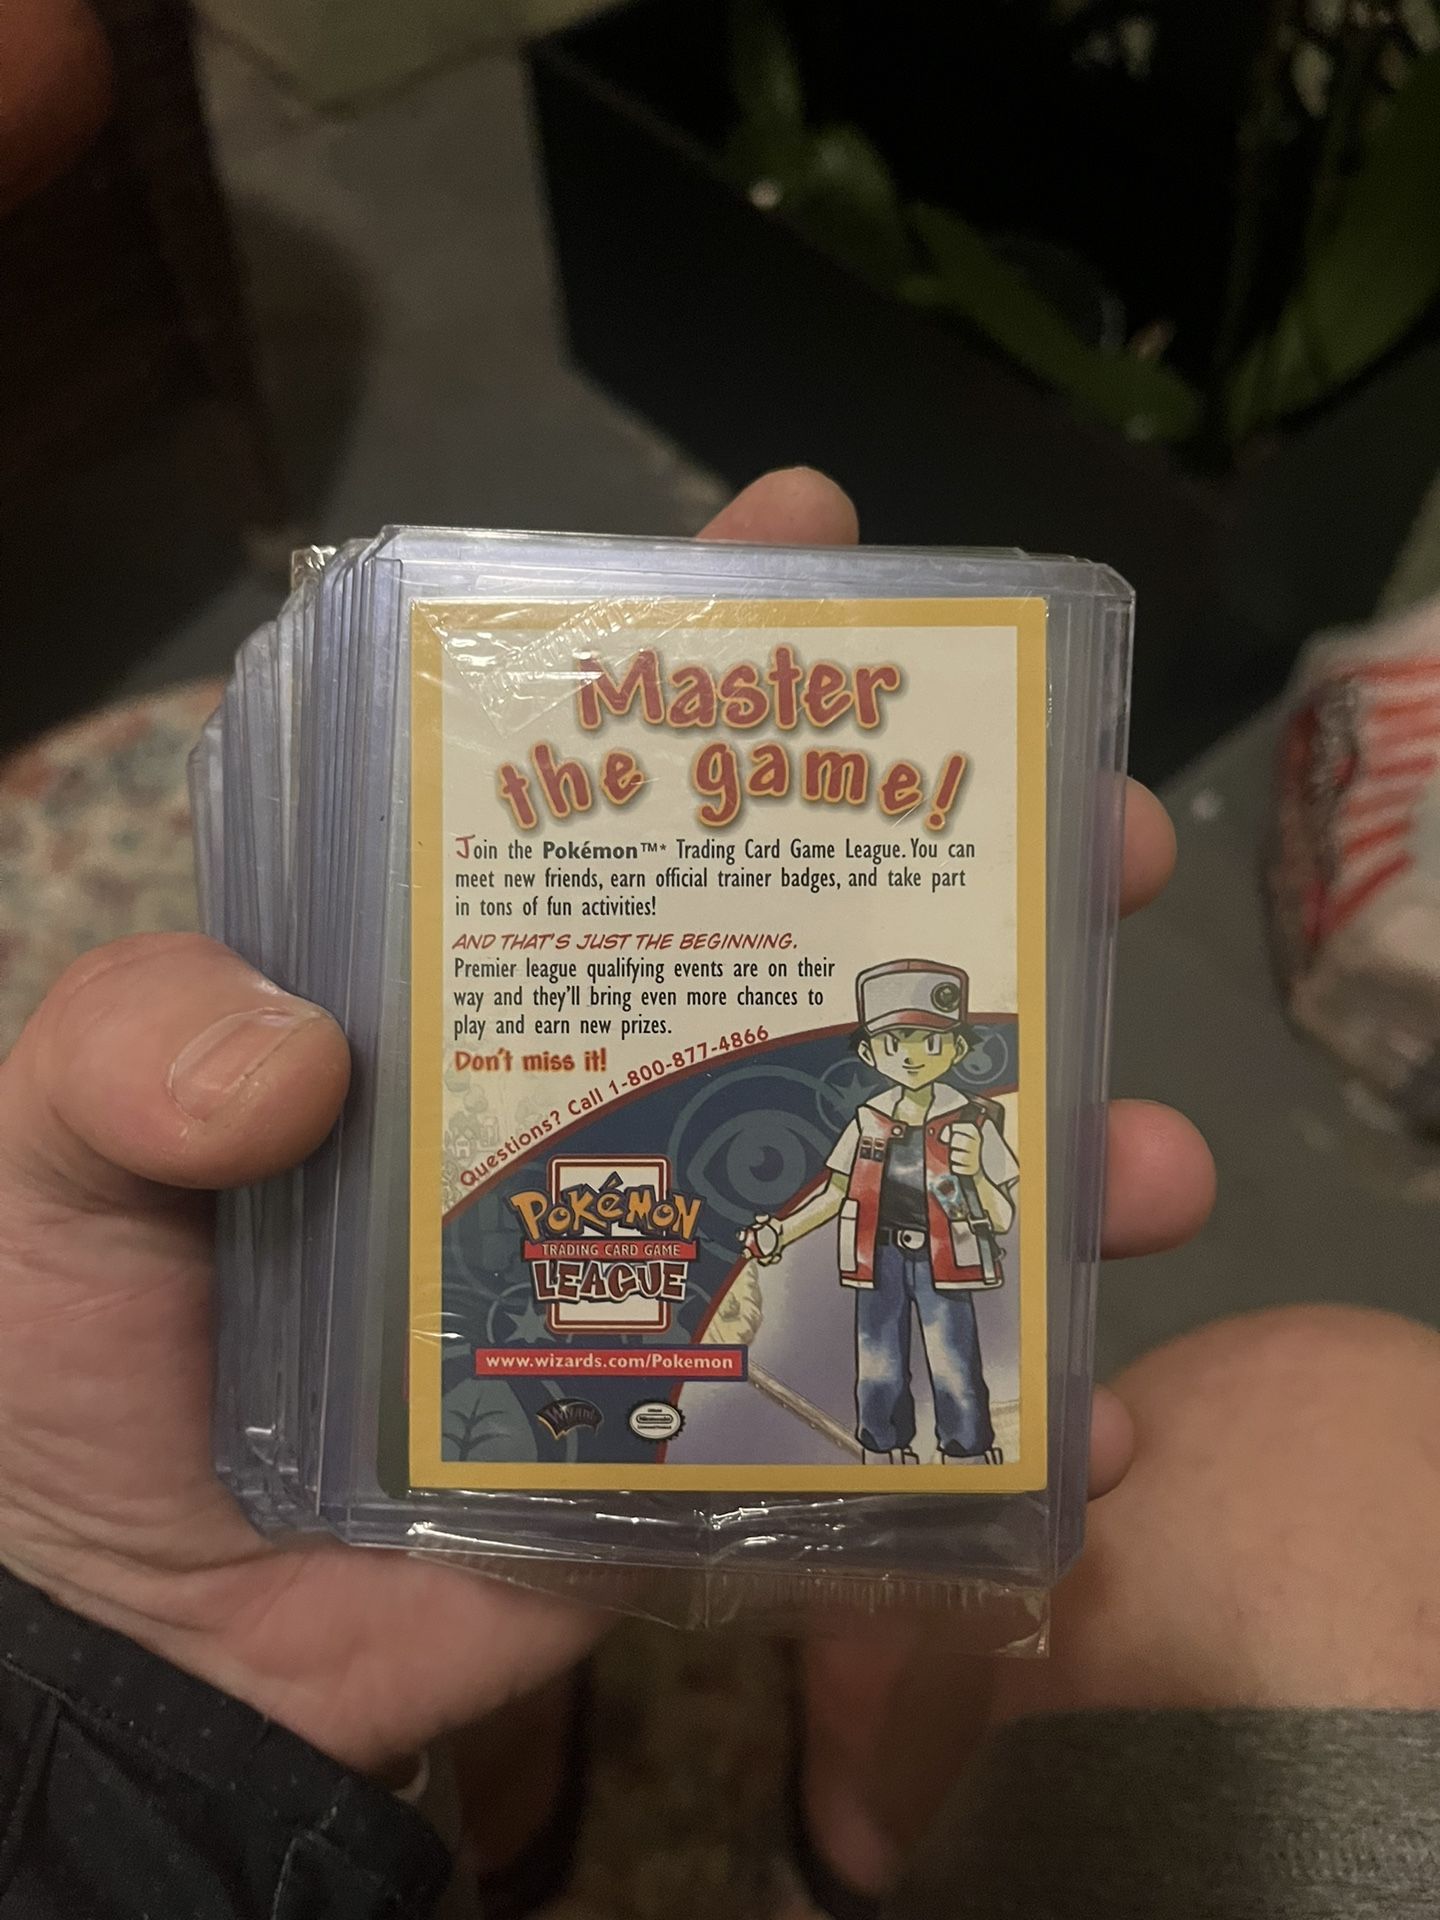 Master
the game!
Join the Pokémon™* Trading Card Game League. You can
meet new friends, earn official trainer badges, and take part
in tons of fun activities!
AND THAT'S JUST THE BEGINNING.
Premier league qualifying events are on their
way and they'll bring even more chances to
play and earn new prizes.
Don't miss it!
Questions? Call 1-800-877-4866
POKéMON
TRADING CARD GAME
LEAGUE
www.wizards.com/Pokemon
Nintendo